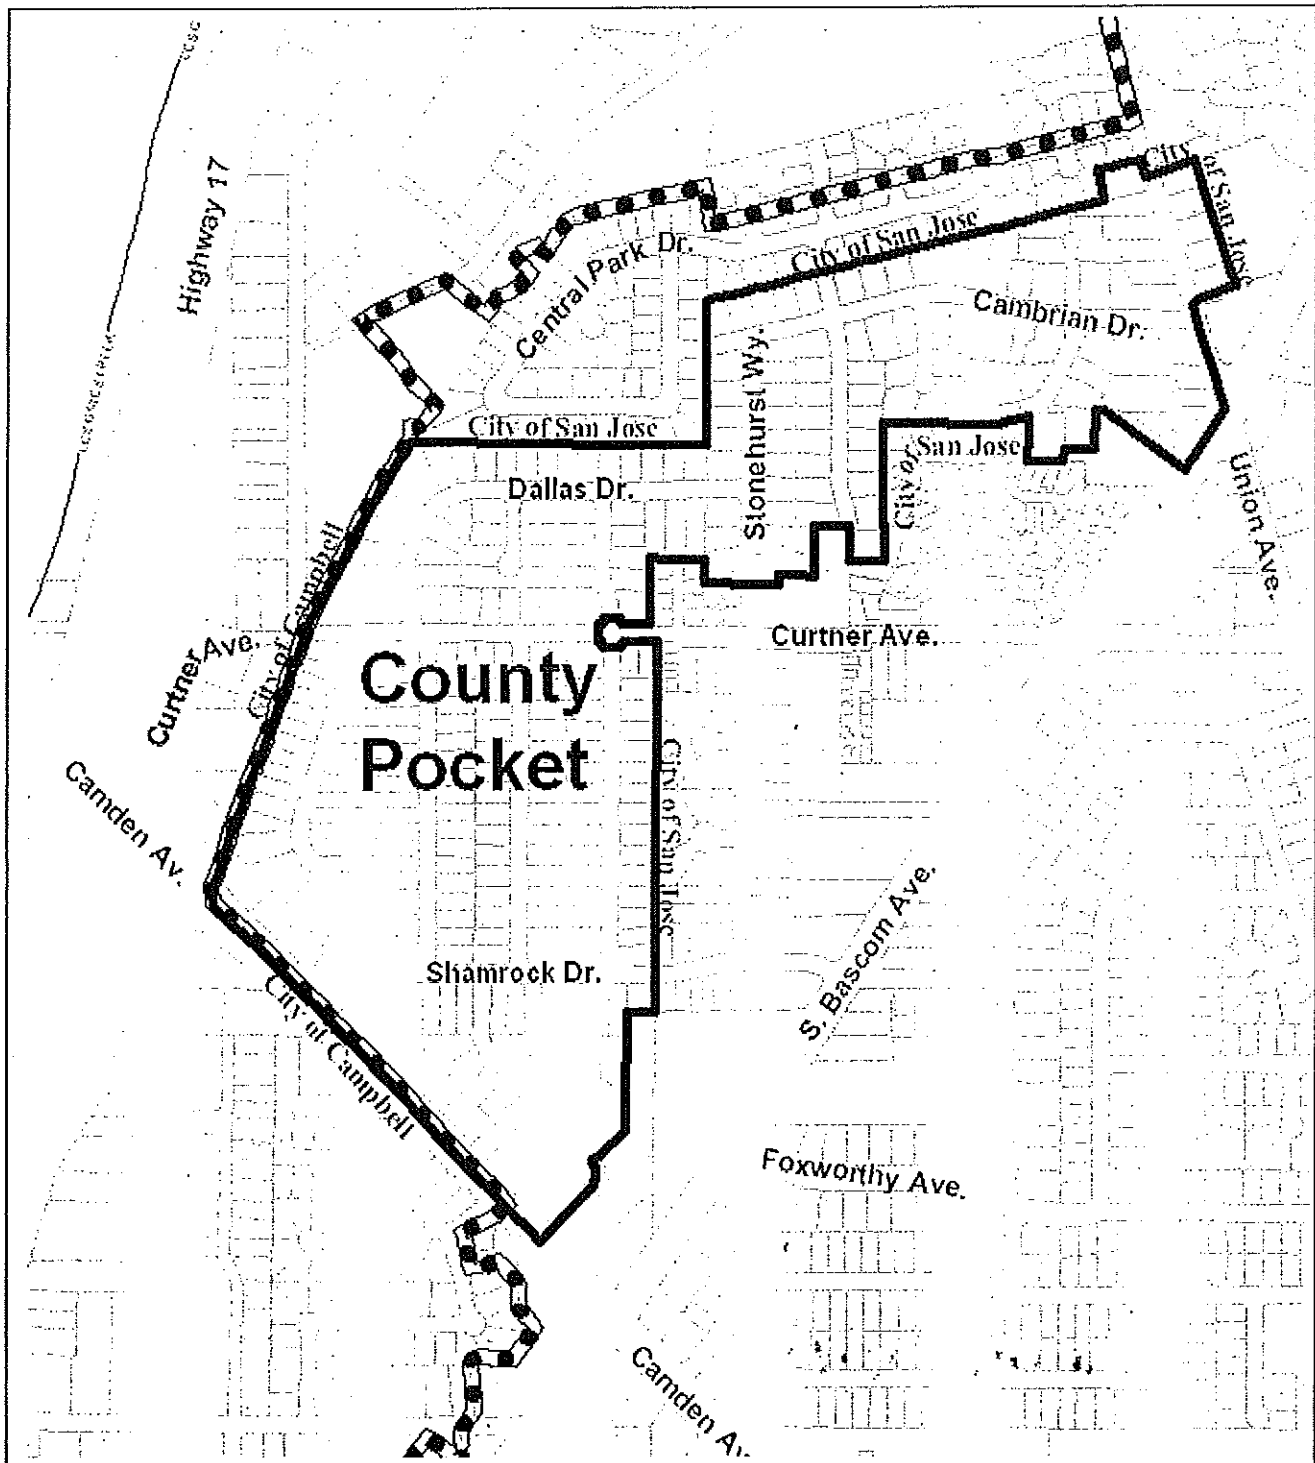 Highway 17
City
of San Jose
City of San Jose
Central Park Dr.
Cambrian Dr.
Stonehurst Wy.
City of San Jose
City of
San Jose
Dallas Dr.
Union Ave.
City of Campbell
Curtner Ave.
Curtner Ave.
County
Pocket
City of San Jose
Camden Av.
S. Bascom Ave.
Shamrock Dr.
City of Campbell
Foxworthy Ave.
Camden Av.